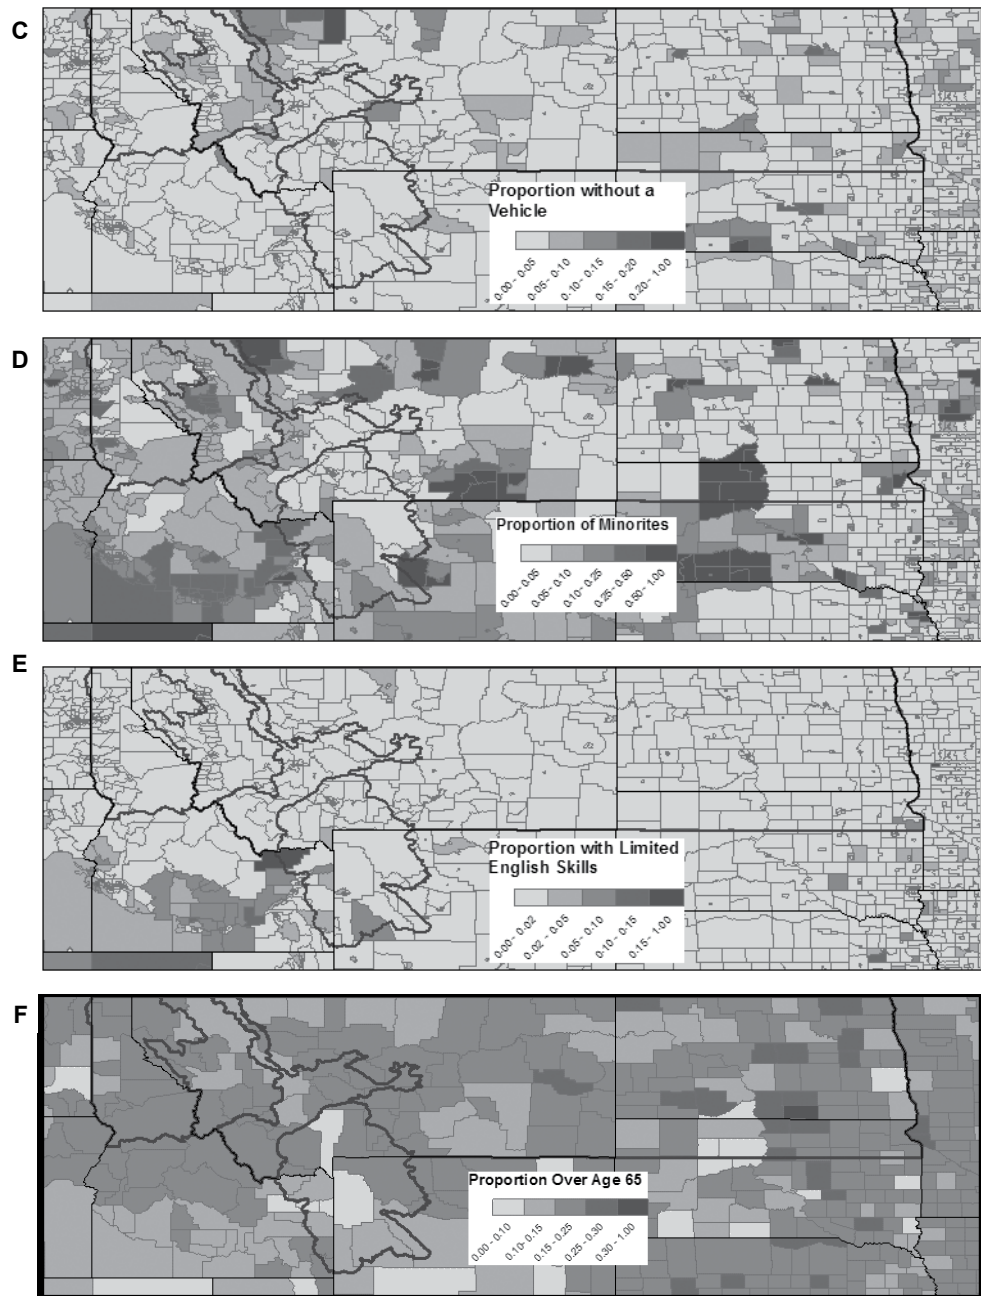 C
Proportion without a
Vehicle
0.00 - 0.05
0.05 - 0.10
0.10 - 0.15
0.15 - 0.20
0.20 - 1.00
D
Proportion of Minorites
0.00 - 0.05
0.05 - 0.10
0.10 - 0.25
0.25 - 0.50
0.50 - 1.00
E
Proportion with Limited
English Skills
0.00 - 0.02
0.02 - 0.05
0.05 - 0.10
0.10 - 0.15
0.15 - 1.00
F
Proportion Over Age 65
0.00 - 0.10
0.10- 0.15
0.15 - 0.25
0.25 - 0.30
0.30 - 1.00